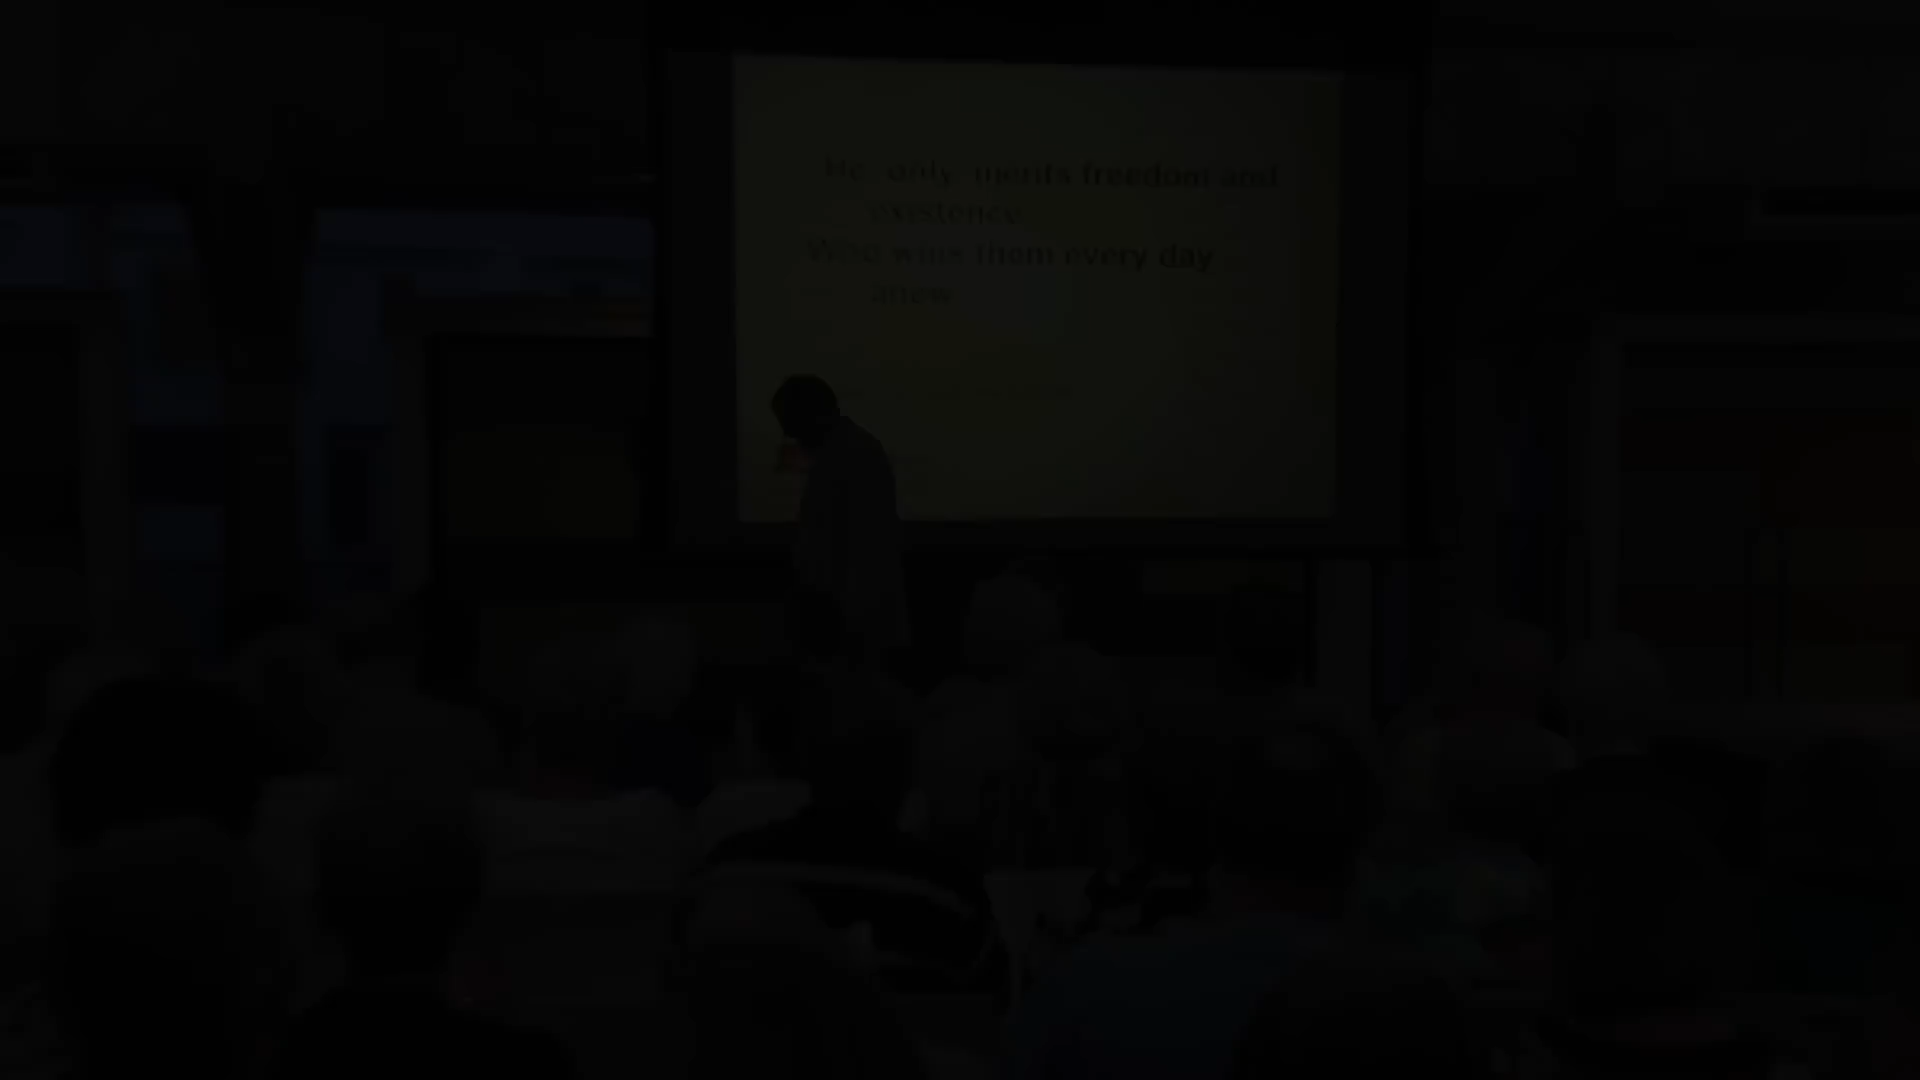 He only merits freedom and
existence
Who wins them every day
anew